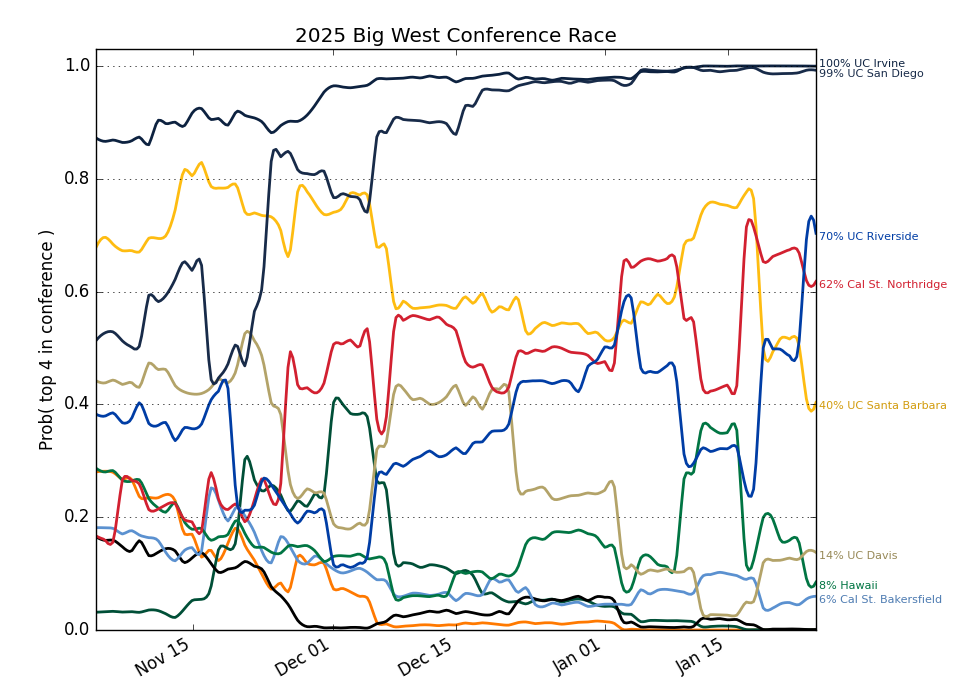 2025 Big West Conference Race
Prob( top 4 in conference )
1.0
0.8
0.6
0.4
0.2
0.0
Nov 15
Dec 01
Dec 15
Jan 01
Jan 15
100% UC Irvine
99% UC San Diego
70% UC Riverside
62% Cal St. Northridge
40% UC Santa Barbara
14% UC Davis
8% Hawaii
6% Cal St. Bakersfield